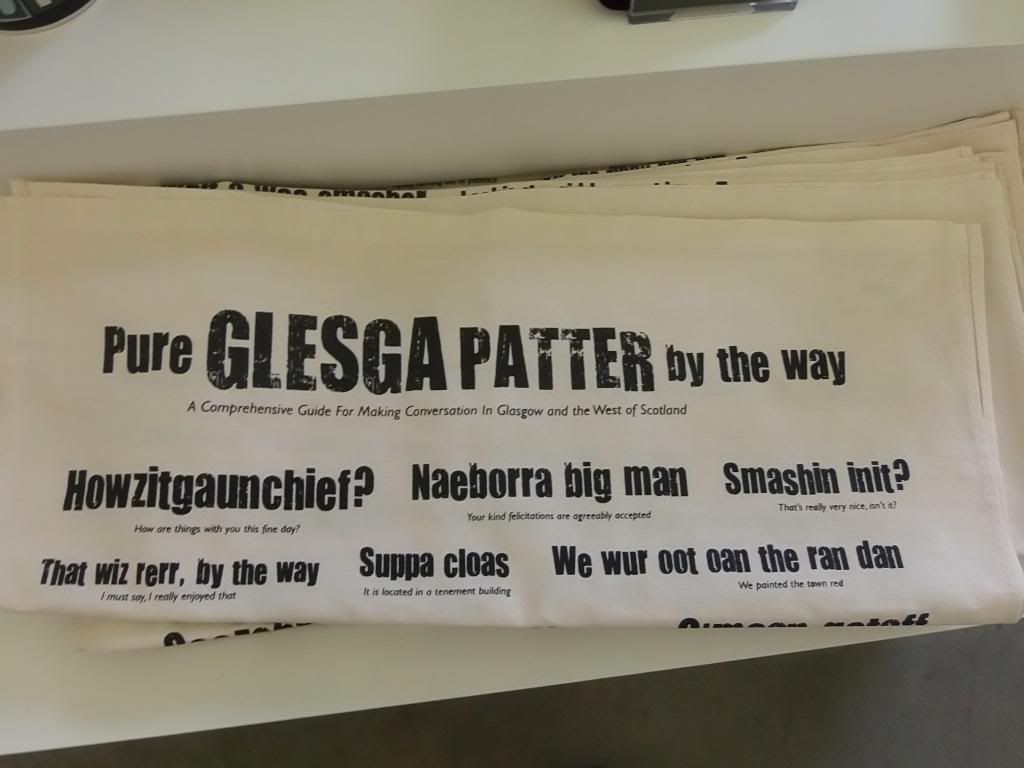 Pure GLESGA PATTER by the way
A Comprehensive Guide For Making Conversation In Glasgow and the West of Scotland
Howzitgaunchief? Naeborra big man Smashin init?
How are things with you this fine day? Your kind felicitations are agreeably accepted That's really very nice, isn't it?
That wiz rerr, by the way Suppa cloas We wur oot oan the ran dan
I must say, I really enjoyed that It is located in a tenement building We painted the town red